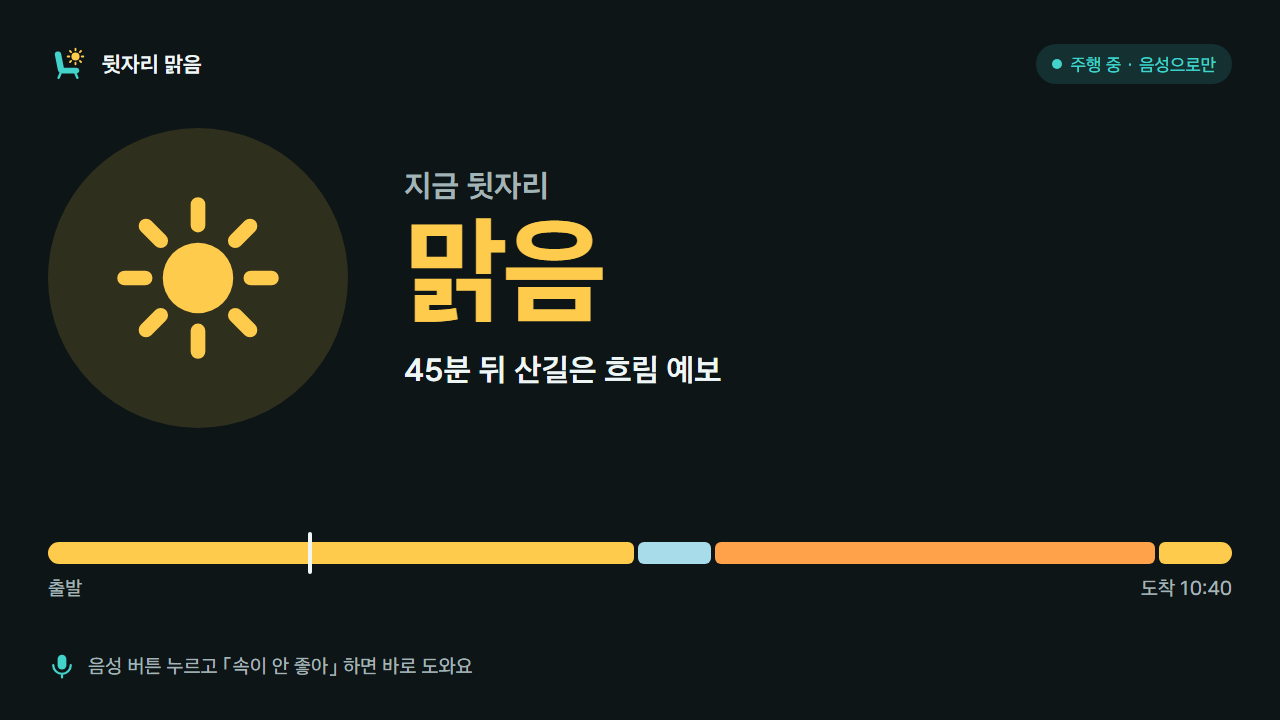 뒷자리 맑음
주행 중 · 음성으로만
지금 뒷자리
맑음
45분 뒤 산길은 흐림 예보
출발
도착 10:40
음성 버튼 누르고 「속이 안 좋아」 하면 바로 도와요